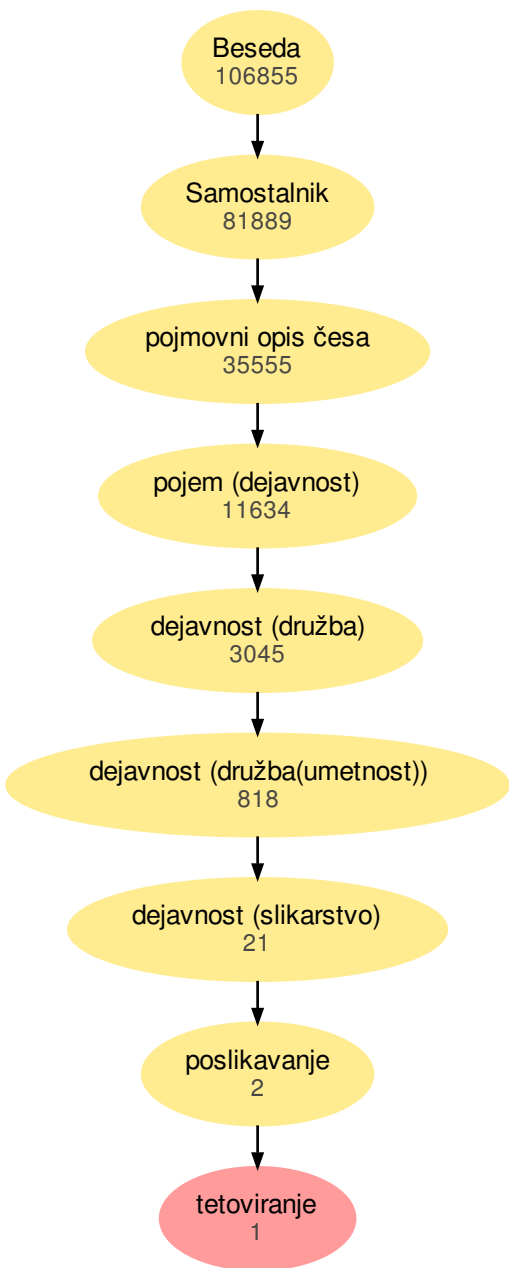 Beseda
106855
Samostalnik
81889
pojmovni opis česa
35555
pojem (dejavnost)
11634
dejavnost (družba)
3045
dejavnost (družba(umetnost))
818
dejavnost (slikarstvo)
21
poslikavanje
2
tetoviranje
1